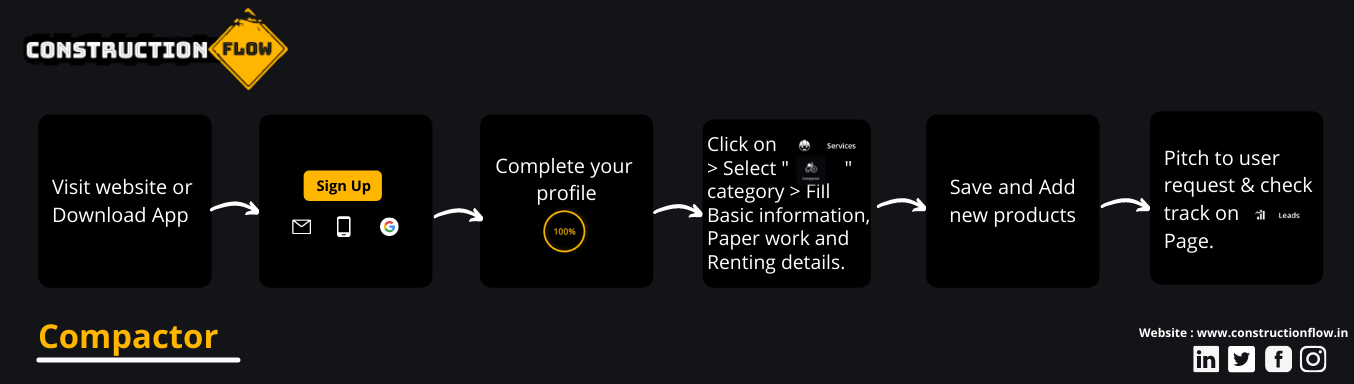 CONSTRUCTION FLOW
Visit website or
Download App
Sign Up
Complete your
profile
100%
Click on Services
> Select " Compactor "
category > Fill
Basic information,
Paper work and
Renting details.
Save and Add
new products
Pitch to user
request & check
track on Leads
Page.
Compactor
Website : www.constructionflow.in